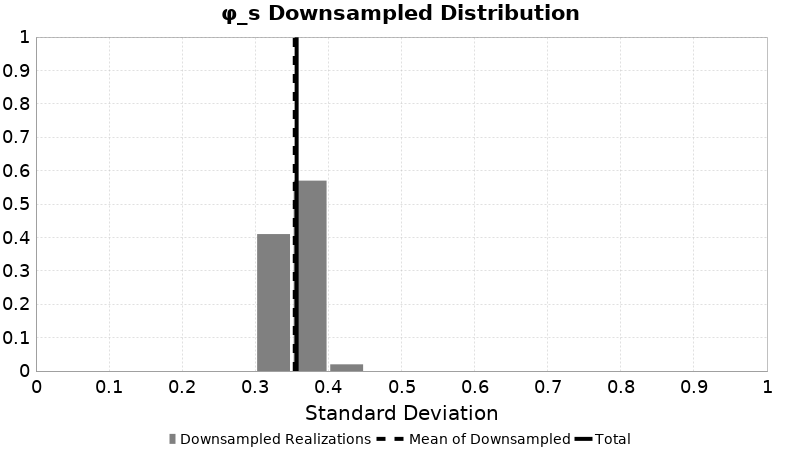 φ_s Downsampled Distribution
1
0.9
0.8
0.7
0.6
0.5
0.4
0.3
0.2
0.1
0
0 0.1 0.2 0.3 0.4 0.5 0.6 0.7 0.8 0.9 1
Standard Deviation
Downsampled Realizations Mean of Downsampled Total